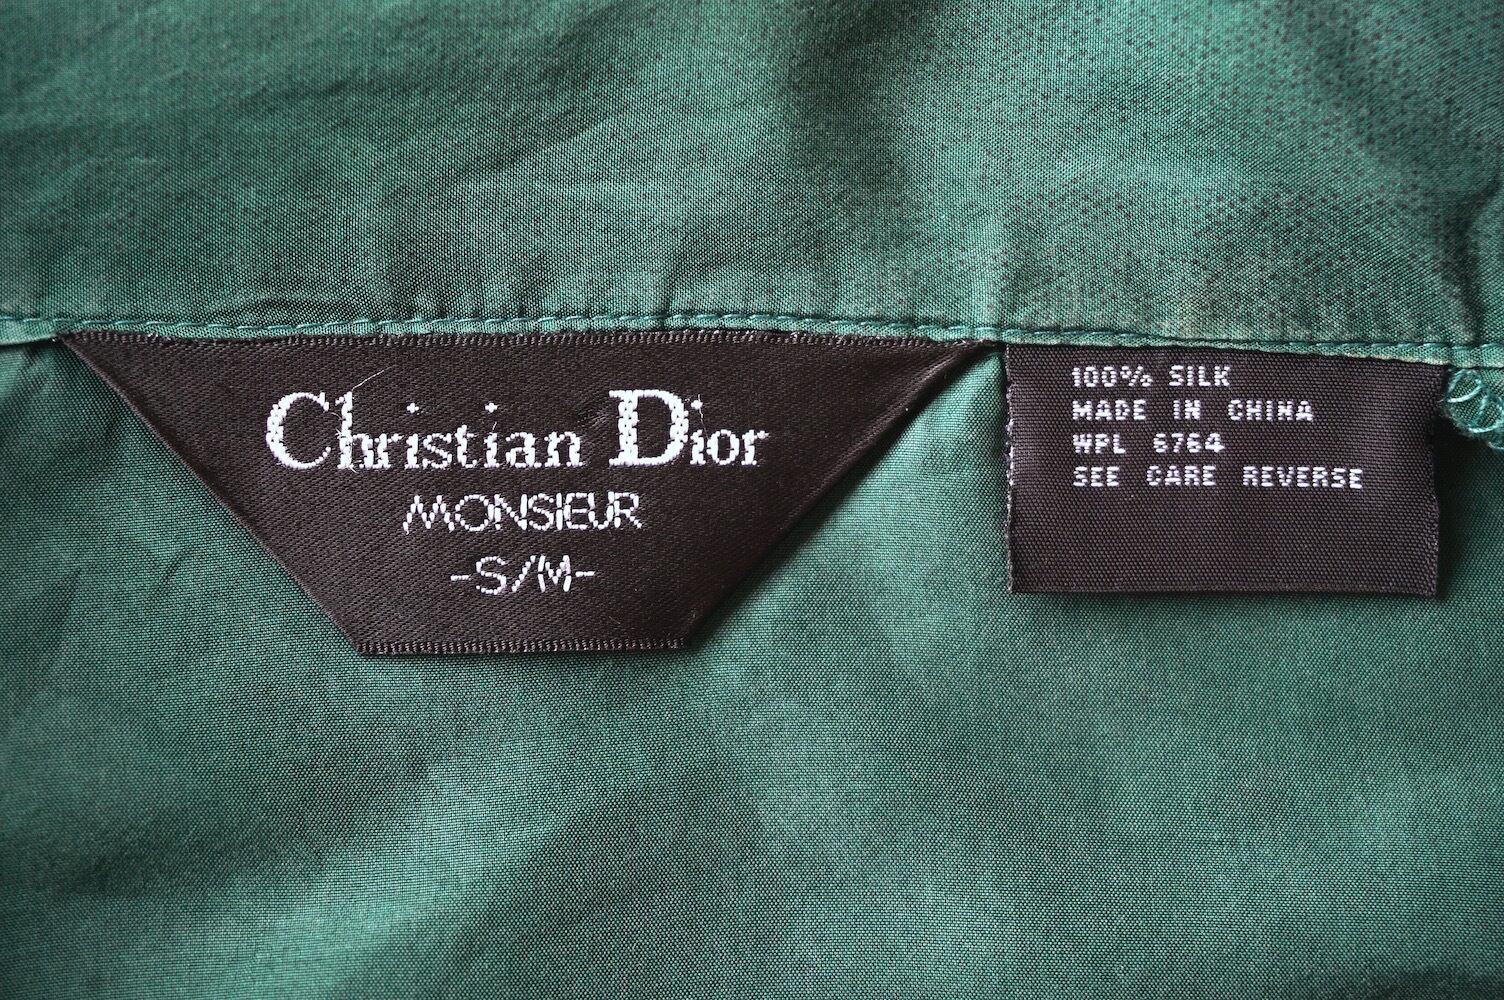 Christian Dior
MONSIEUR
-S/M-
100% SILK
MADE IN CHINA
WPL 6764
SEE CARE REVERSE